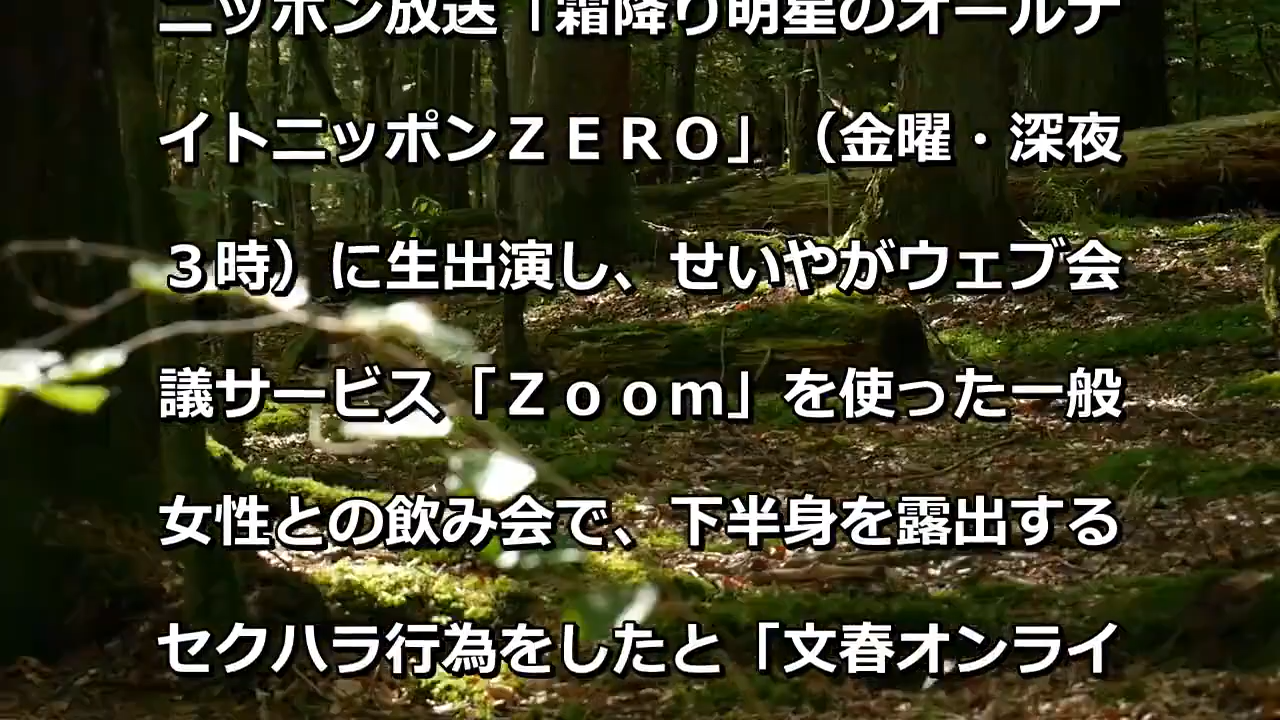 ニッポン放送「霜降り明星のオールナ
イトニッポンＺＥＲＯ」（金曜・深夜
３時）に生出演し、せいやがウェブ会
議サービス「Ｚｏｏｍ」を使った一般
女性との飲み会で、下半身を露出する
セクハラ行為をしたと「文春オンライ